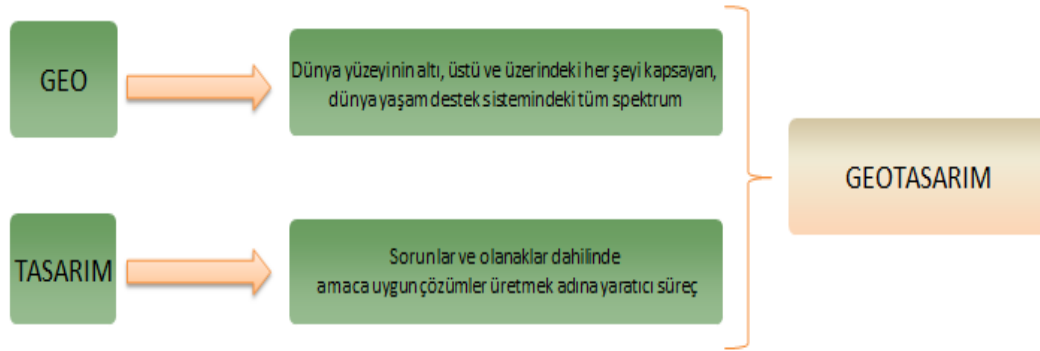 GEO
Dünya yüzeyinin altı, üstü ve üzerindeki her şeyi kapsayan,
dünya yaşam destek sistemindeki tüm spektrum
GEOTASARIM
TASARIM
Sorunlar ve olanaklar dahilinde
amaca uygun çözümler üretmek adına yaratıcı süreç